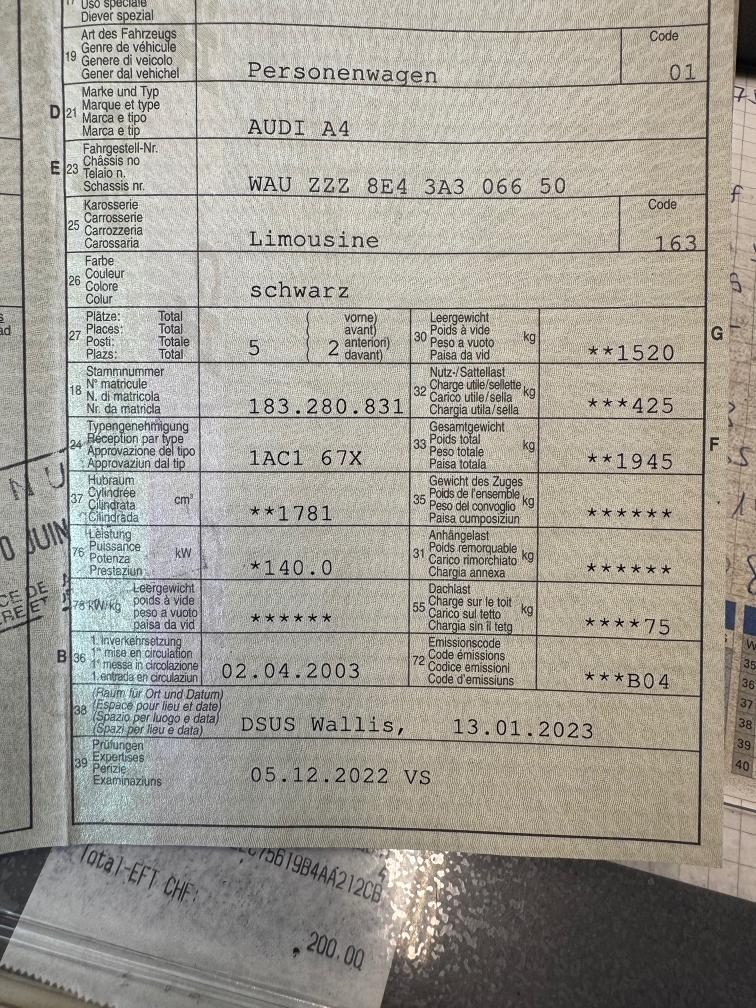 Uso speciale
Diever spezial
19
Art des Fahrzeugs
Genre de véhicule
Genere di veicolo
Gener dal vehichel
Personenwagen
Code
01
D 21
Marke und Typ
Marque et type
Marca e tipo
Marca e tip
AUDI A4
E 23
Fahrgestell-Nr.
Châssis no
Telaio n.
Schassis nr.
WAU ZZZ 8E4 3A3 066 50
25
Karosserie
Carrosserie
Carrozzeria
Carossaria
Limousine
Code
163
26
Farbe
Couleur
Colore
Colur
schwarz
27
Plätze: Total
Places: Total
Posti: Totale
Plazs: Total
5
2
vorne)
avant)
anteriori)
davant)
G
30
Leergewicht
Poids à vide
Peso a vuoto
Paisa da vid
kg
**1520
18
Stammnummer
N° matricule
N. di matricola
Nr. da matricla
183.280.831
32
Nutz-/Sattellast
Charge utile/sellette
Carico utile/sella
Chargia utila/sella
kg
***425
24
Typengenehmigung
Réception par type
Approvazione del tipo
Approvaziun dal tip
1AC1 67X
F
33
Gesamtgewicht
Poids total
Peso totale
Paisa totala
kg
**1945
37
Hubraum
Cylindrée
Cilindrata
Cilindrada
cm³
**1781
35
Gewicht des Zuges
Poids de l'ensemble
Peso del convoglio
Paisa cumposiziun
kg
******
76
Leistung
Puissance
Potenza
Prestaziun
kW
*140.0
31
Anhängelast
Poids remorquable
Carico rimorchiato
Chargia annexa
kg
******
78 kW/kg
Leergewicht
poids à vide
peso a vuoto
paisa da vid
******
55
Dachlast
Charge sur le toit
Carico sul tetto
Chargia sin il tetg
kg
****75
B 36
1. Inverkehrsetzung
1re mise en circulation
1a messa in circolazione
1. entrada en circulaziun
02.04.2003
72
Emissionscode
Code émissions
Codice emissioni
Code d'emissiuns
***B04
38
(Raum für Ort und Datum)
(Espace pour lieu et date)
(Spazio per luogo e data)
(Spazi per lieu e data)
DSUS Wallis, 13.01.2023
39
Prüfungen
Expertises
Perizie
Examinaziuns
05.12.2022 VS
JUIN
CE DE
Total-EFT CHF:
200.00
35
36
37
38
39
40